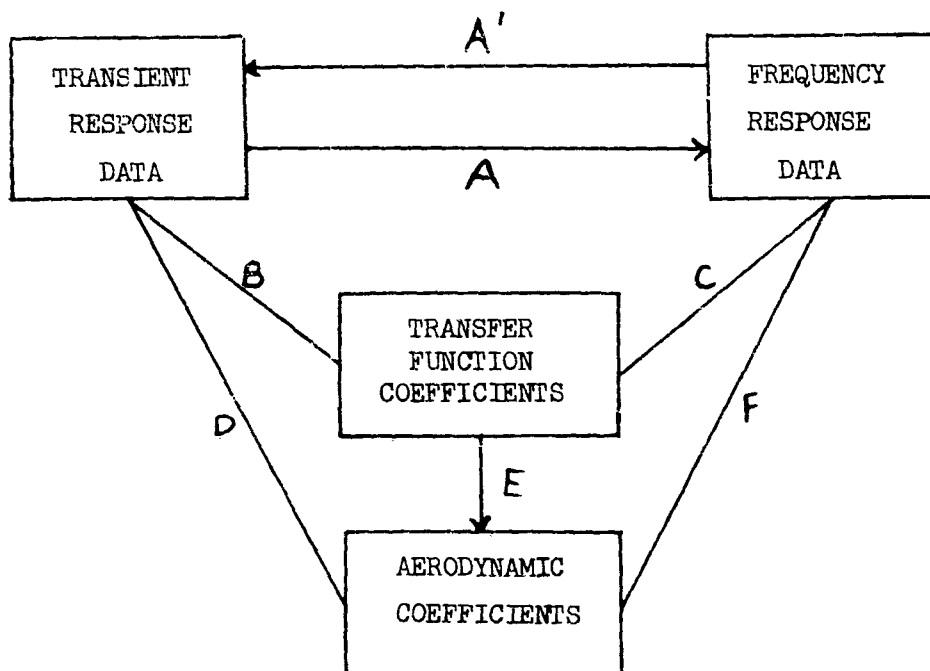 A'
TRANSIENT
RESPONSE
DATA
FREQUENCY
RESPONSE
DATA
A
B
C
TRANSFER
FUNCTION
COEFFICIENTS
D
F
E
AERODYNAMIC
COEFFICIENTS